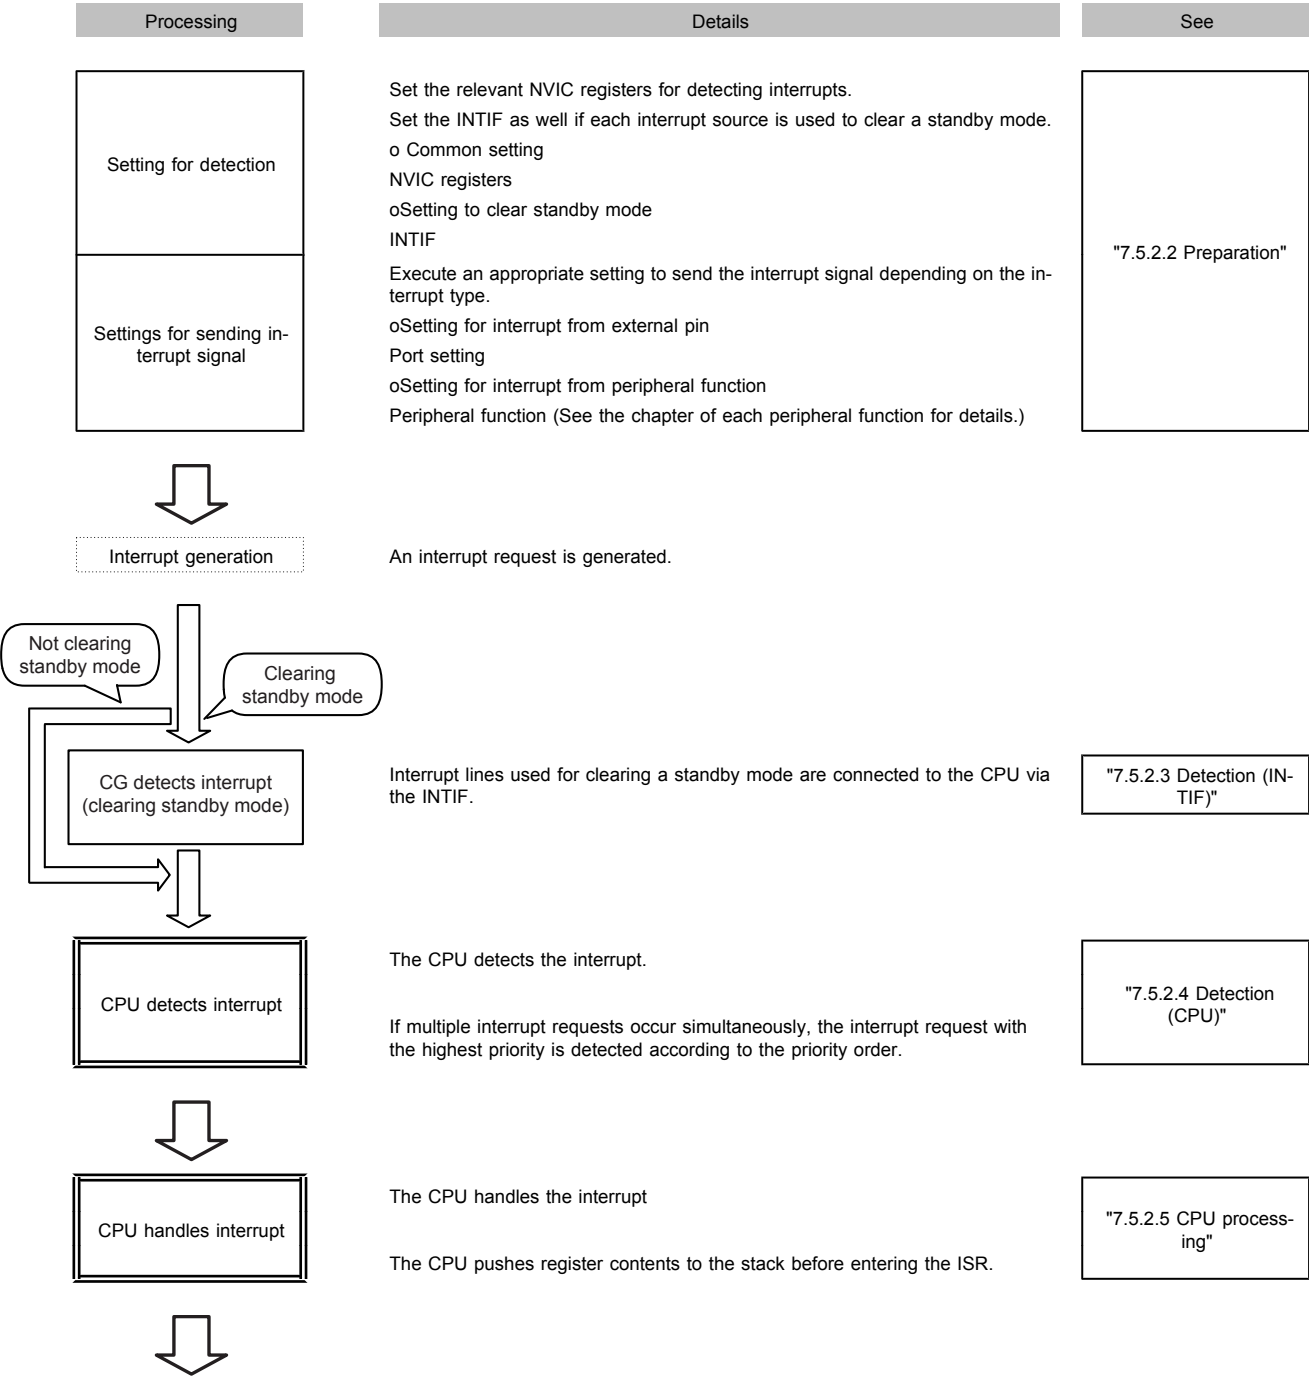 Processing
Details
See
Setting for detection
Set the relevant NVIC registers for detecting interrupts.
Set the INTIF as well if each interrupt source is used to clear a standby mode.
o Common setting
NVIC registers
oSetting to clear standby mode
INTIF
"7.5.2.2 Preparation"
Settings for sending in-
terrupt signal
Execute an appropriate setting to send the interrupt signal depending on the in-
terrupt type.
oSetting for interrupt from external pin
Port setting
oSetting for interrupt from peripheral function
Peripheral function (See the chapter of each peripheral function for details.)
Interrupt generation
An interrupt request is generated.
Not clearing
standby mode
Clearing
standby mode
CG detects interrupt
(clearing standby mode)
Interrupt lines used for clearing a standby mode are connected to the CPU via
the INTIF.
"7.5.2.3 Detection (IN-
TIF)"
CPU detects interrupt
The CPU detects the interrupt.
If multiple interrupt requests occur simultaneously, the interrupt request with
the highest priority is detected according to the priority order.
"7.5.2.4 Detection
(CPU)"
CPU handles interrupt
The CPU handles the interrupt
The CPU pushes register contents to the stack before entering the ISR.
"7.5.2.5 CPU process-
ing"